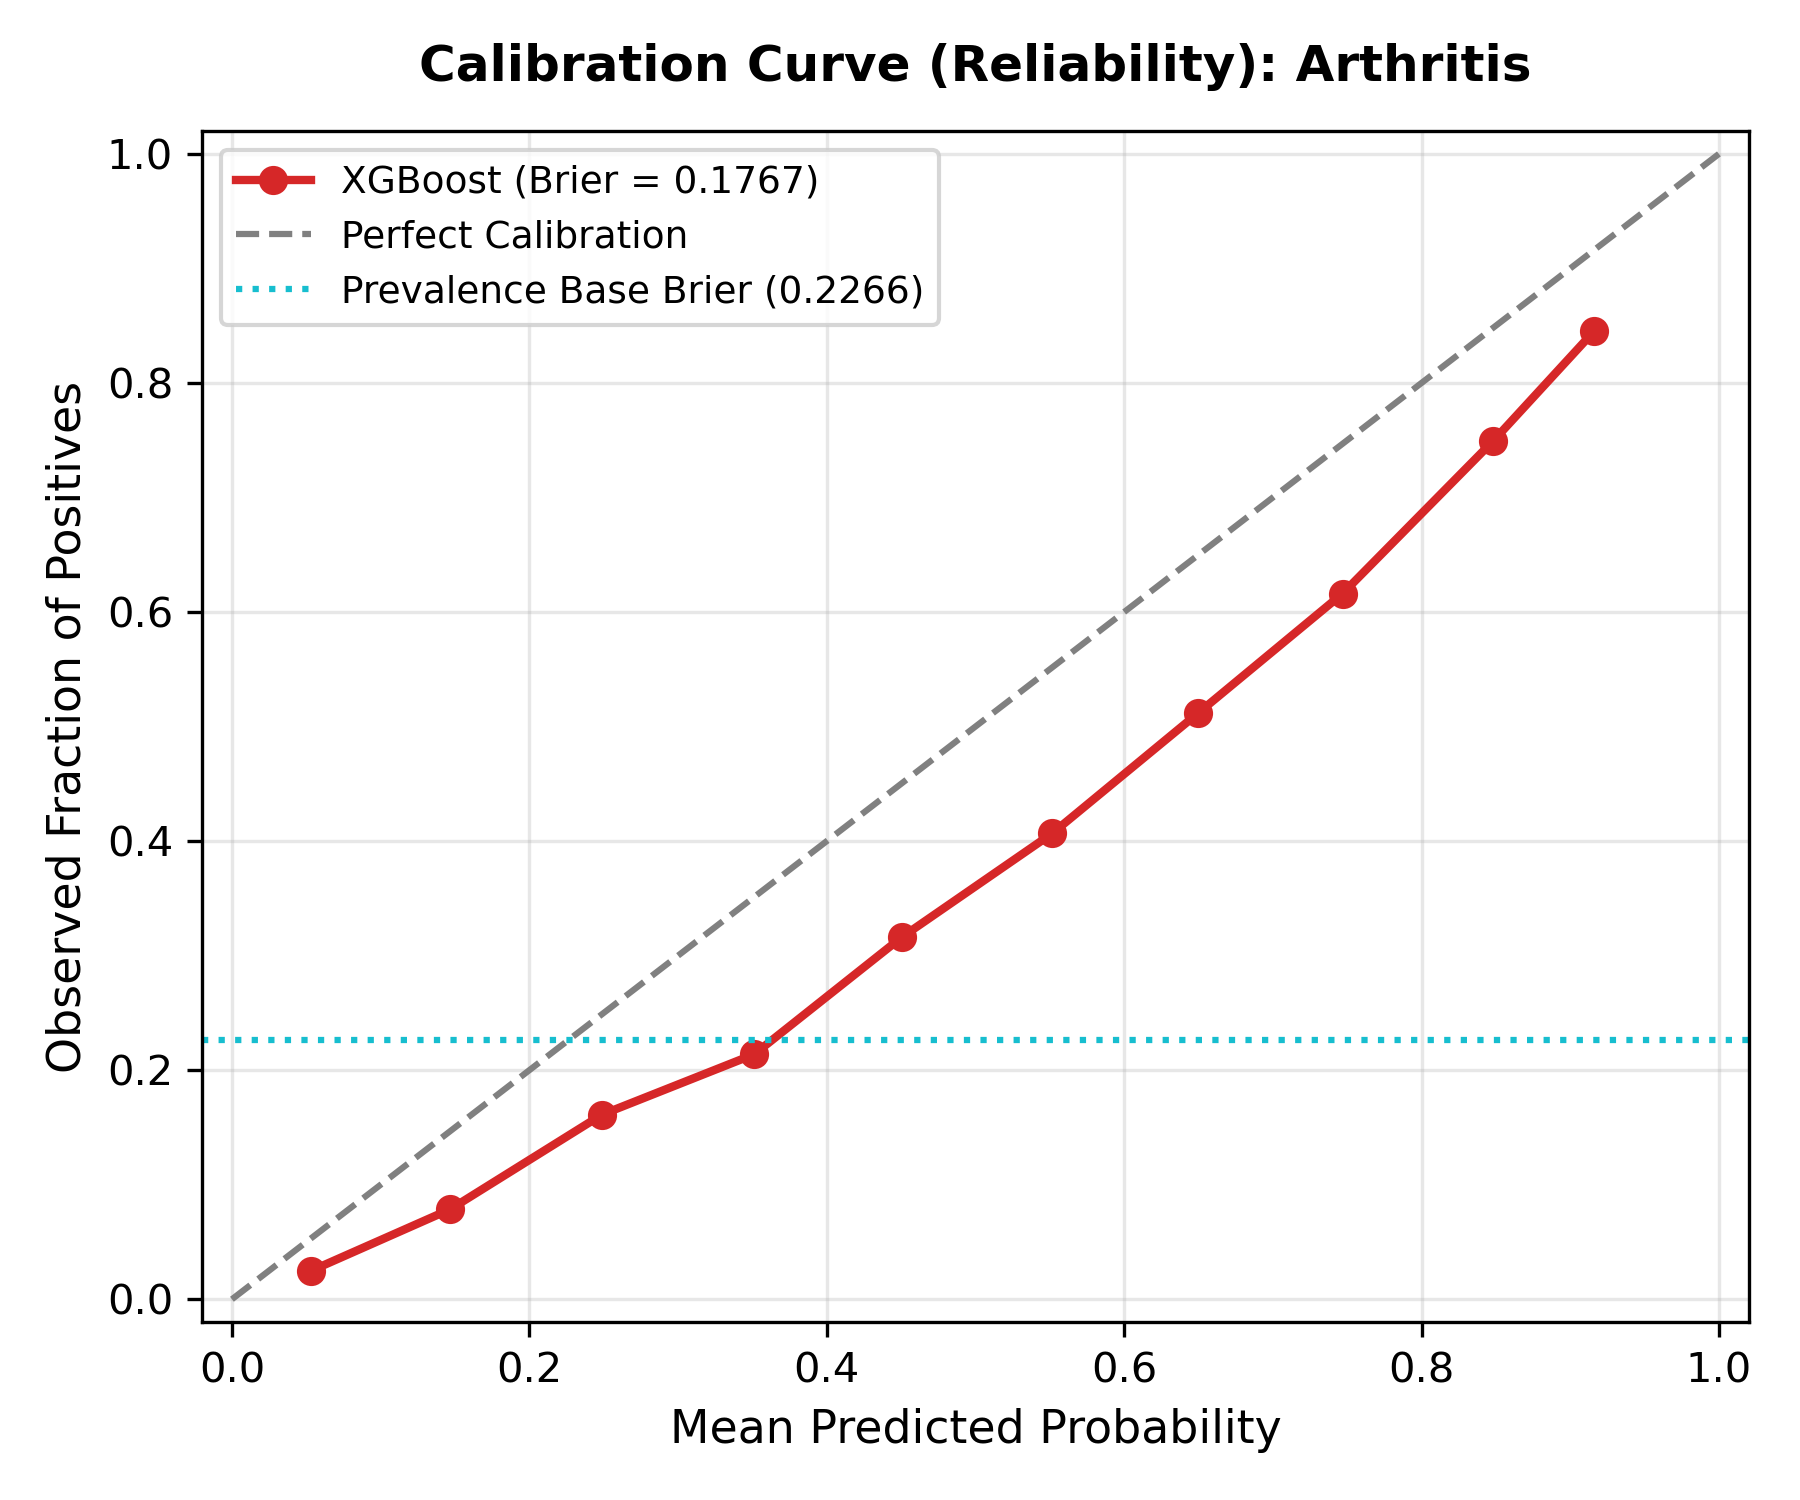 Calibration Curve (Reliability): Arthritis
XGBoost (Brier = 0.1767)
Perfect Calibration
Prevalence Base Brier (0.2266)
Observed Fraction of Positives
1.0
0.8
0.6
0.4
0.2
0.0
0.0 0.2 0.4 0.6 0.8 1.0
Mean Predicted Probability